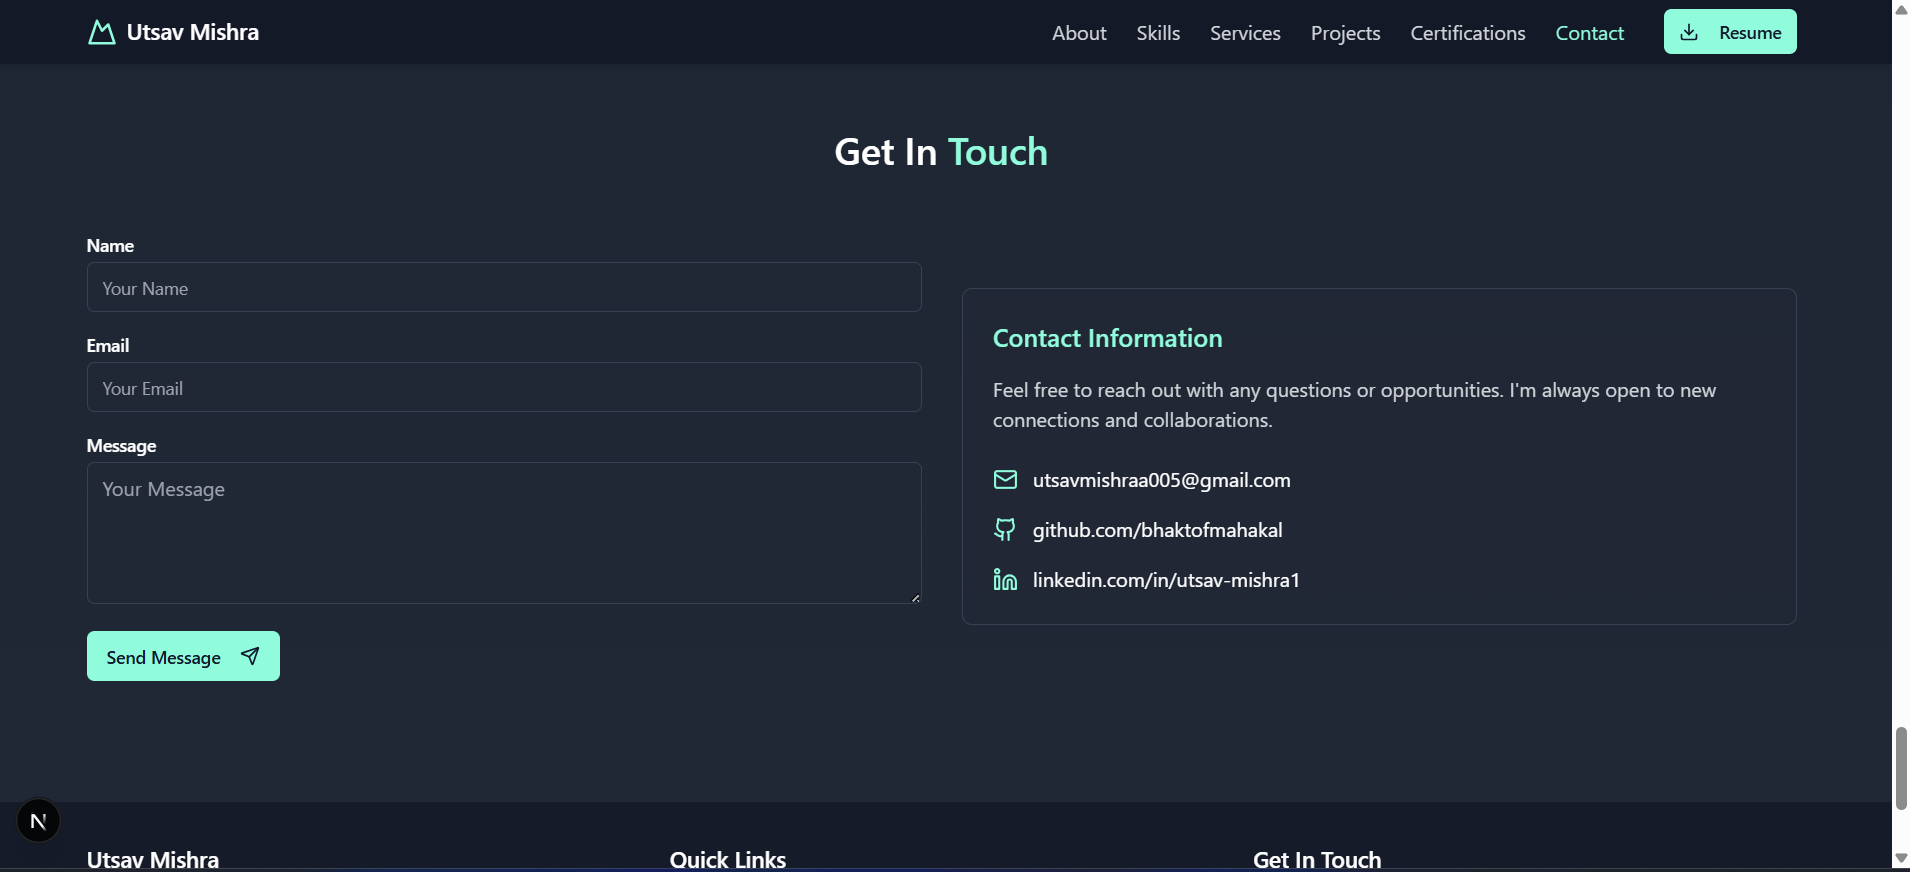 Utsav Mishra
About
Skills
Services
Projects
Certifications
Contact
Resume
Get In Touch
Name
Your Name
Email
Your Email
Message
Your Message
Send Message
Contact Information
Feel free to reach out with any questions or opportunities. I'm always open to new
connections and collaborations.
utsavmishraa005@gmail.com
github.com/bhaktofmahakal
linkedin.com/in/utsav-mishra1
N
Utsav Mishra
Quick Links
Get In Touch